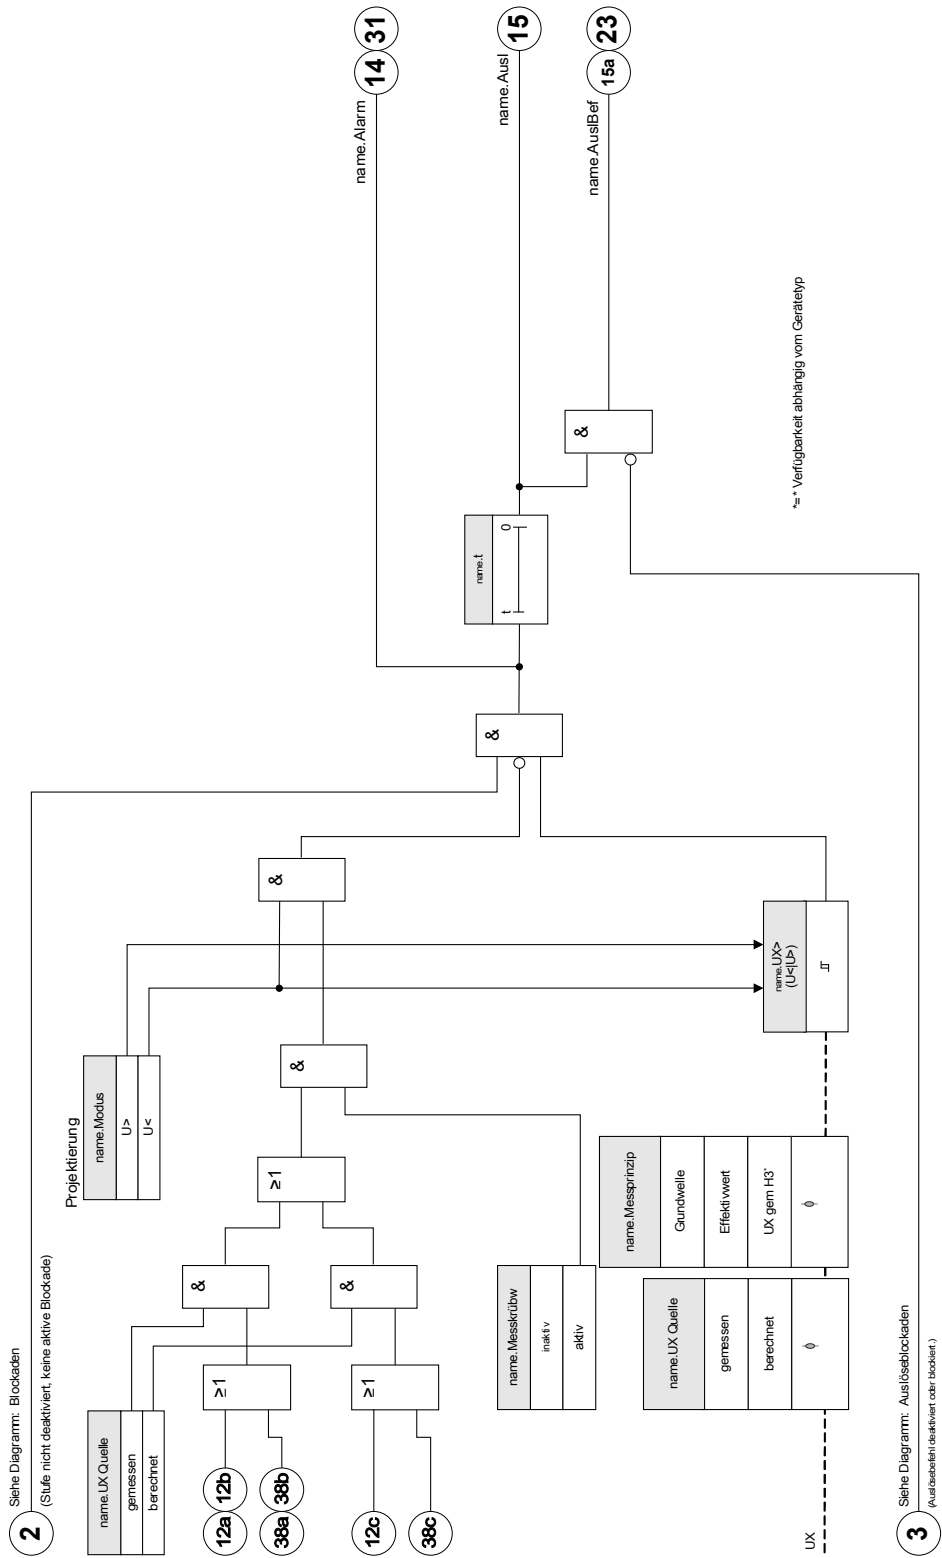 2
Siehe Diagramm: Blockaden
(Stufe nicht deaktiviert, keine aktive Blockade)
name.UX Quelle
gemessen
berechnet
12a
12b
38a
38b
12c
38c
≥1
≥1
&
&
≥1
Projektierung
name.Modus
U>
U<
name.Messkrübw
inaktiv
aktiv
&
&
name.UX Quelle
gemessen
berechnet
ϕ
name.Messprinzip
Grundwelle
Effektivwert
UX gem H3*
ϕ
UX
name.UX>
(U<|U>)
&
name.t
t
0
&
name.Alarm
14
31
name.Ausl
15
name.AuslBef
15a
23
*=* Verfügbarkeit abhängig vom Gerätetyp
3
Siehe Diagramm: Auslöseblockaden
(Auslösebefehl deaktiviert oder blockiert.)